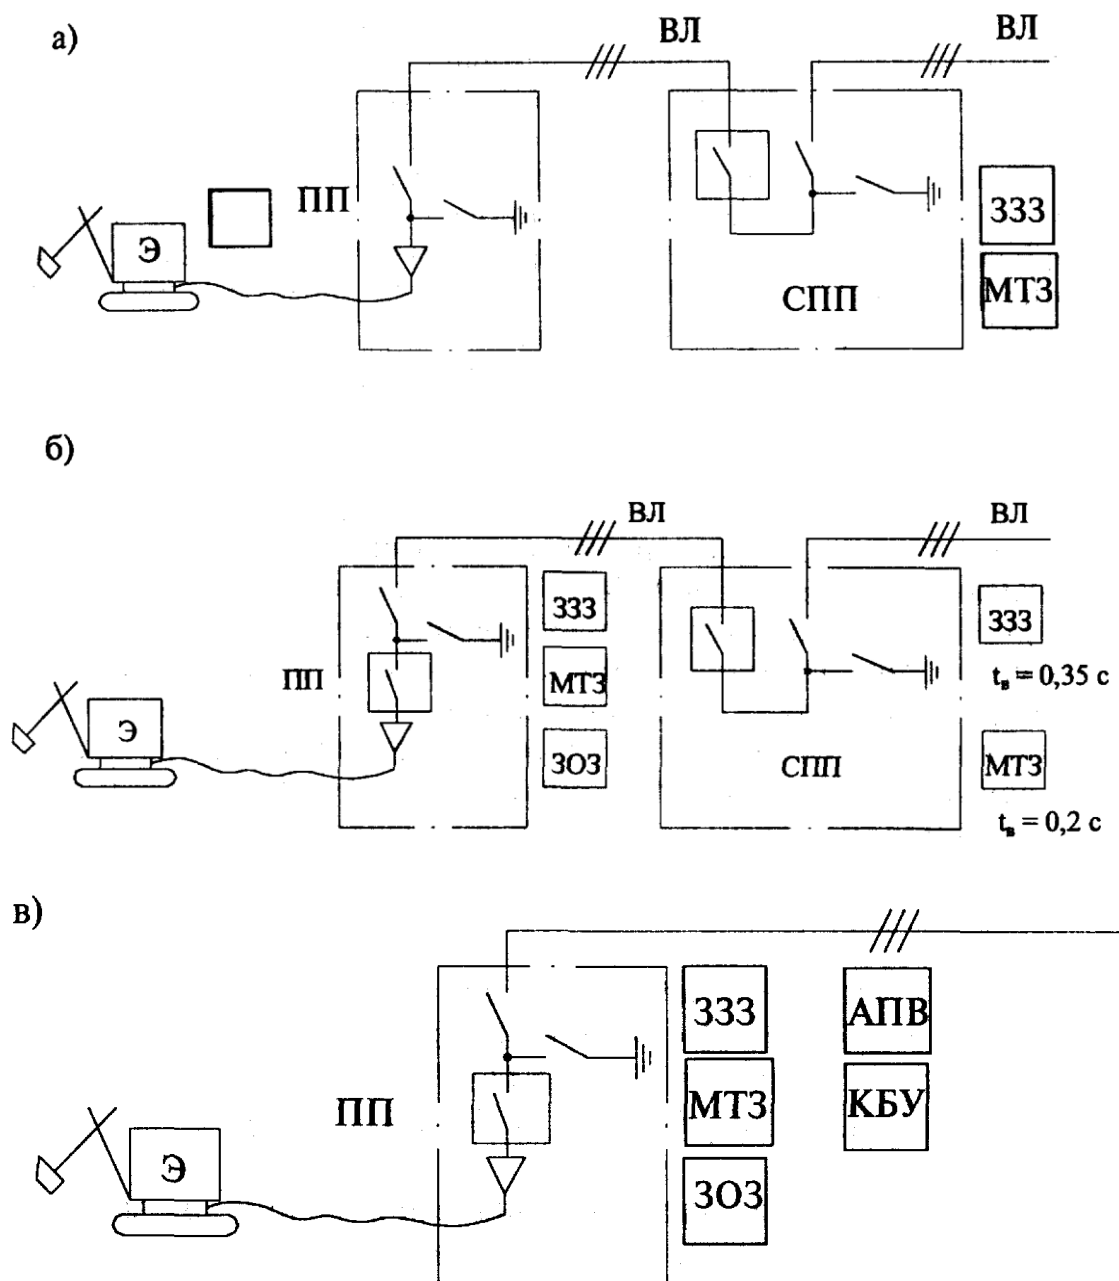 а)
ВЛ
ВЛ
ПП
Э
ЗЗЗ
МТЗ
СПП
б)
ВЛ
ВЛ
ЗЗЗ
ЗЗЗ
ПП
МТЗ
tв = 0,35 с
Э
ЗОЗ
СПП
МТЗ
tв = 0,2 с
в)
ЗЗЗ
АПВ
ПП
МТЗ
КБУ
Э
ЗОЗ